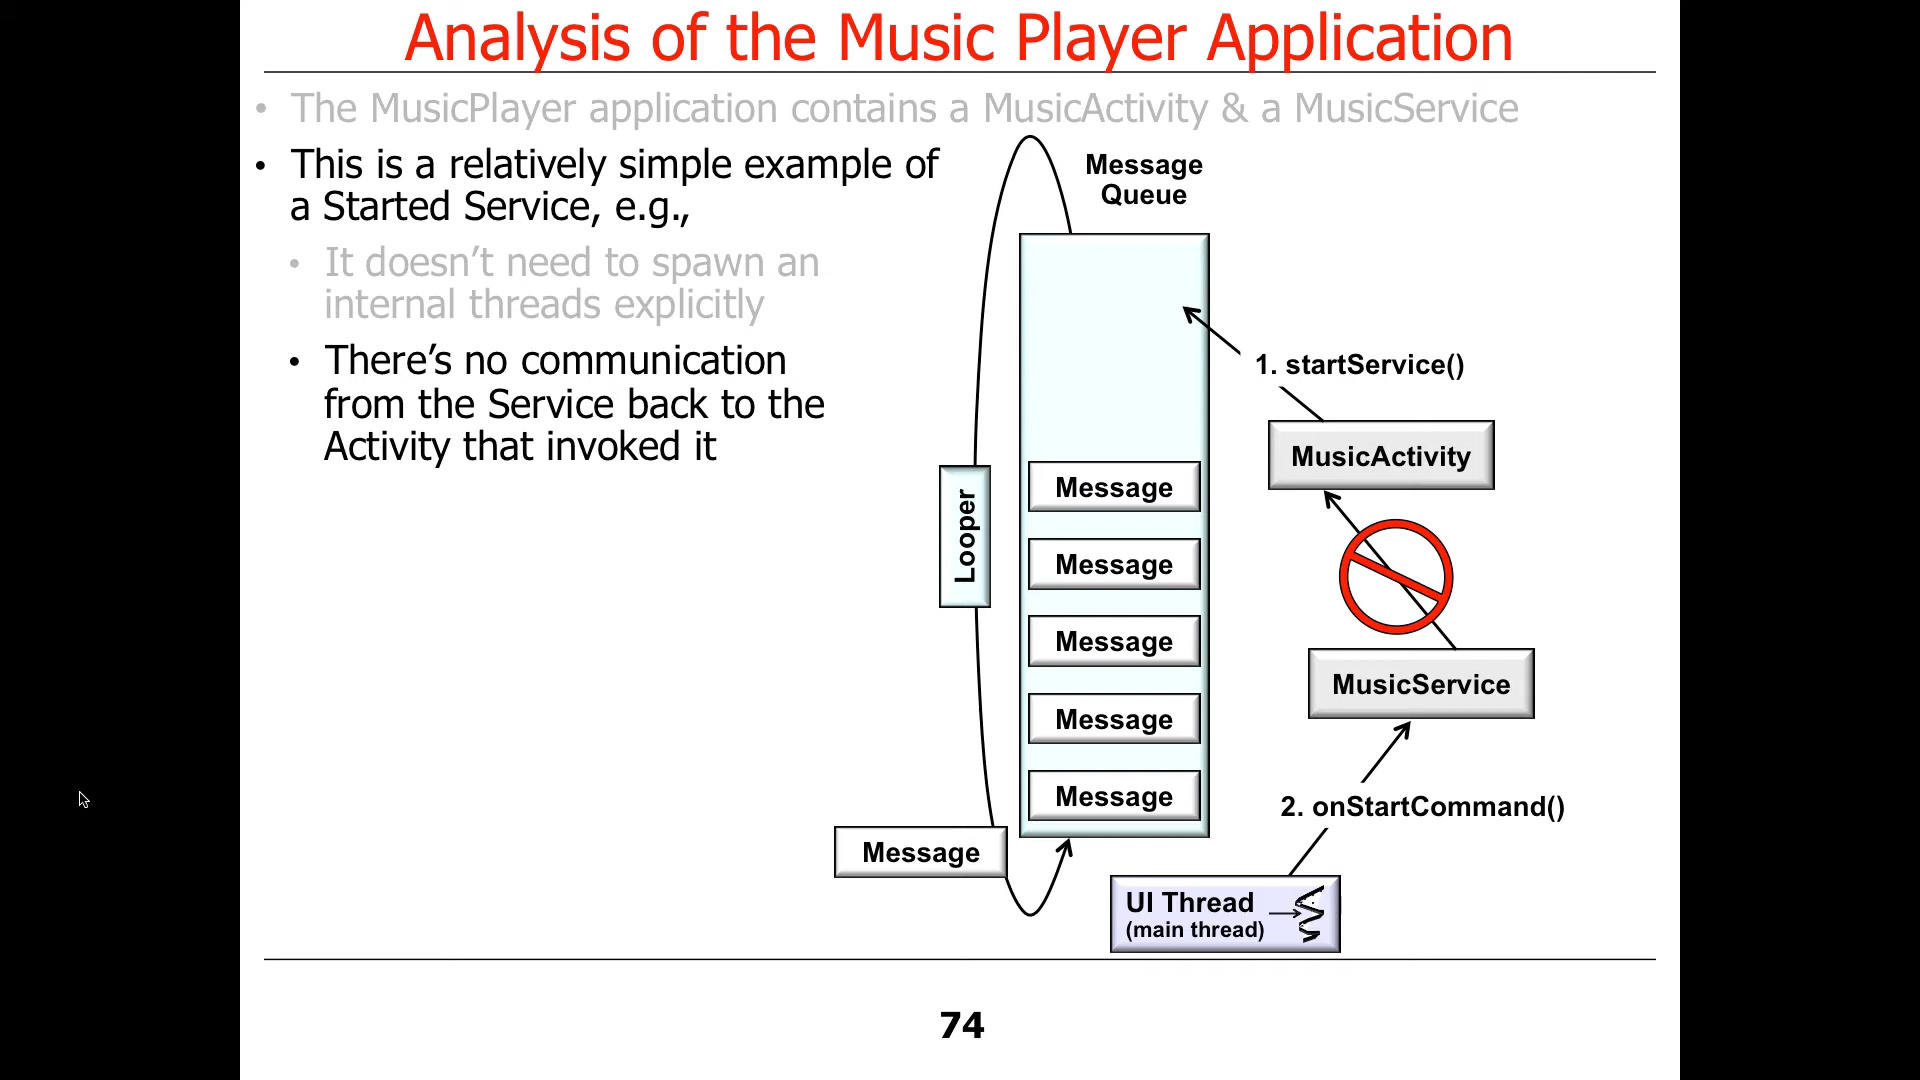 Analysis of the Music Player Application
• The MusicPlayer application contains a MusicActivity & a MusicService
• This is a relatively simple example of
a Started Service, e.g.,
• It doesn’t need to spawn an
internal threads explicitly
• There’s no communication
from the Service back to the
Activity that invoked it
Message
Queue
1. startService()
MusicActivity
Message
Looper
Message
Message
MusicService
Message
Message
2. onStartCommand()
Message
UI Thread
(main thread)
74